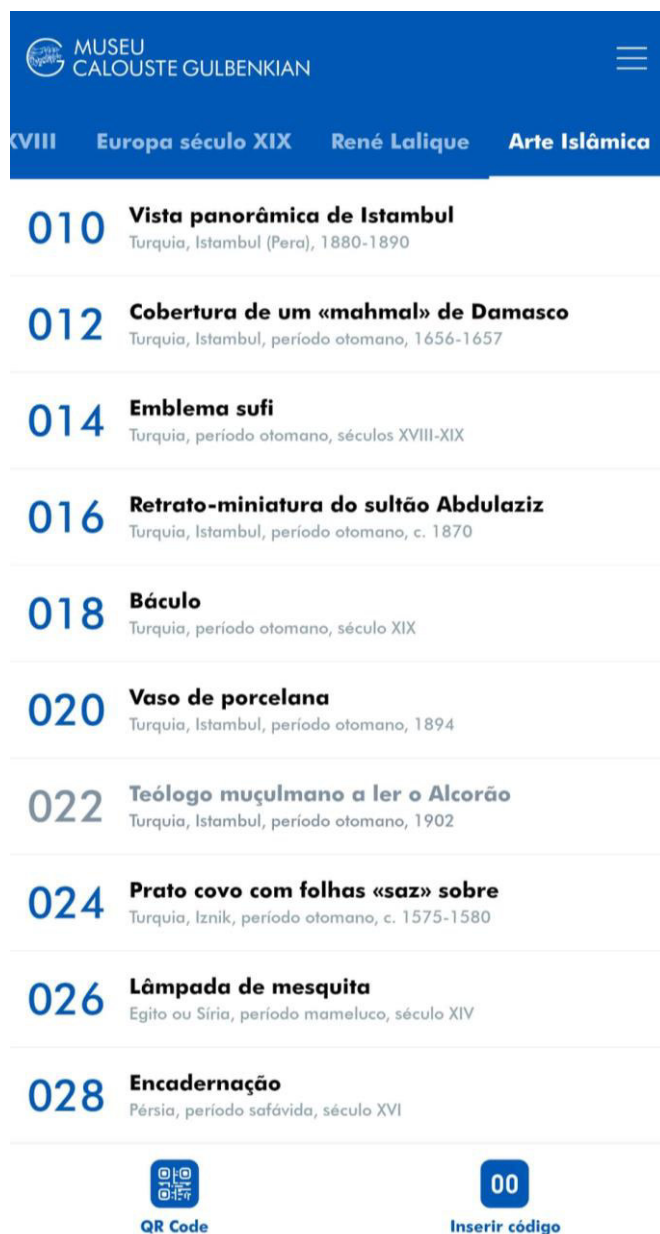 MUSEU
CALOUSTE GULBENKIAN
XVIII Europa século XIX René Lalique Arte Islâmica
010 Vista panorâmica de Istambul
Turquia, Istambul (Pera), 1880-1890
012 Cobertura de um «mahmal» de Damasco
Turquia, Istambul, período otomano, 1656-1657
014 Emblema sufi
Turquia, período otomano, séculos XVIII-XIX
016 Retrato-miniatura do sultão Abdulaziz
Turquia, Istambul, período otomano, c. 1870
018 Báculo
Turquia, período otomano, século XIX
020 Vaso de porcelana
Turquia, Istambul, período otomano, 1894
022 Teólogo muçulmano a ler o Alcorão
Turquia, Istambul, período otomano, 1902
024 Prato covo com folhas «saz» sobre
Turquia, Iznik, período otomano, c. 1575-1580
026 Lâmpada de mesquita
Egito ou Síria, período mameluco, século XIV
028 Encadernação
Pérsia, período safávida, século XVI
00
QR Code Inserir código